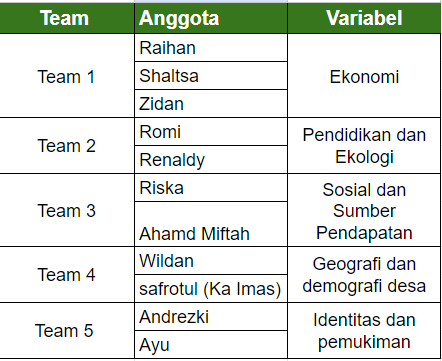 Team Anggota Variabel
Raihan
Team 1 Shaltsa Ekonomi
Zidan
Romi
Team 2 Pendidikan dan
Ekologi
Renaldy
Riska
Team 3 Sosial dan
Sumber
Pendapatan
Ahamd Miftah
Wildan
Team 4 Geografi dan
demografi desa
safrotul (Ka Imas)
Andrezki
Team 5 Identitas dan
pemukiman
Ayu